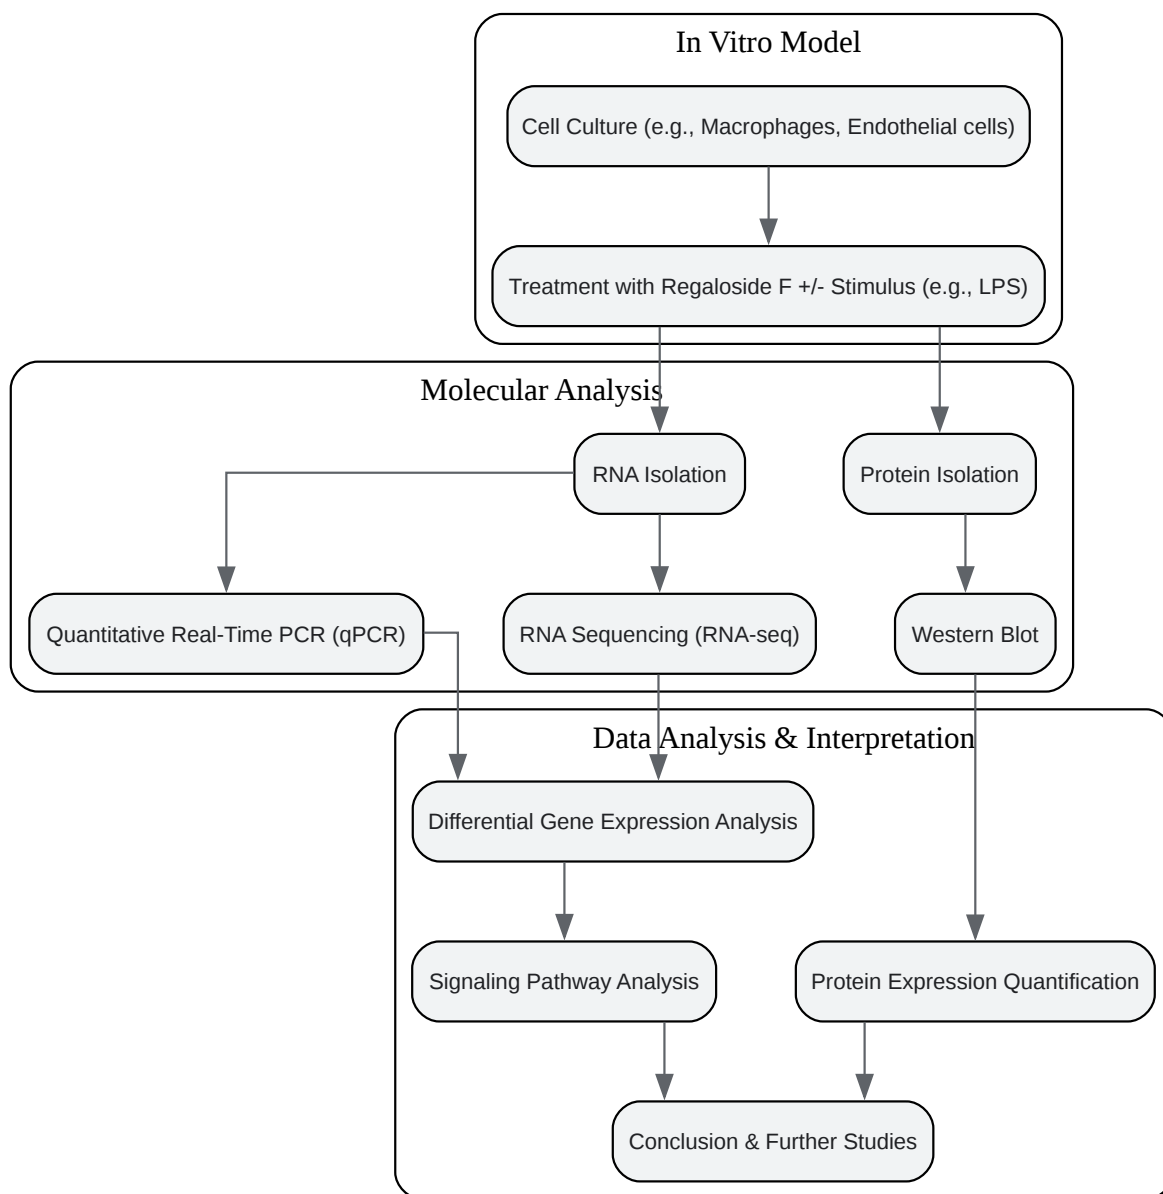 In Vitro Model
Cell Culture (e.g., Macrophages, Endothelial cells)
Treatment with Regaloside F +/- Stimulus (e.g., LPS)
Molecular Analysis
RNA Isolation
Protein Isolation
Quantitative Real-Time PCR (qPCR)
RNA Sequencing (RNA-seq)
Western Blot
Data Analysis & Interpretation
Differential Gene Expression Analysis
Signaling Pathway Analysis
Protein Expression Quantification
Conclusion & Further Studies